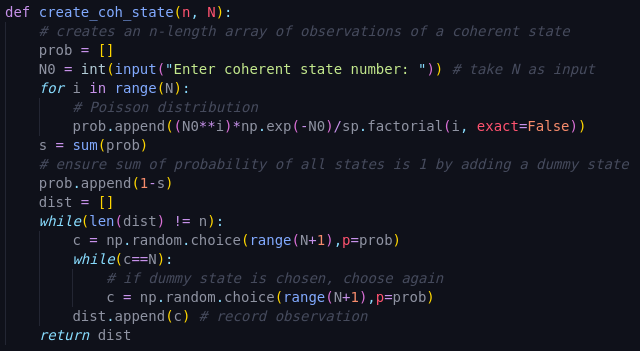 def create_coh_state(n, N):
    # creates an n-length array of observations of a coherent state
    prob = []
    N0 = int(input("Enter coherent state number: ")) # take N as input
    for i in range(N):
        # Poisson distribution
        prob.append((N0**i)*np.exp(-N0)/sp.factorial(i, exact=False))
    s = sum(prob)
    # ensure sum of probability of all states is 1 by adding a dummy state
    prob.append(1-s)
    dist = []
    while(len(dist) != n):
        c = np.random.choice(range(N+1),p=prob)
        while(c==N):
            # if dummy state is chosen, choose again
            c = np.random.choice(range(N+1),p=prob)
        dist.append(c) # record observation
    return dist